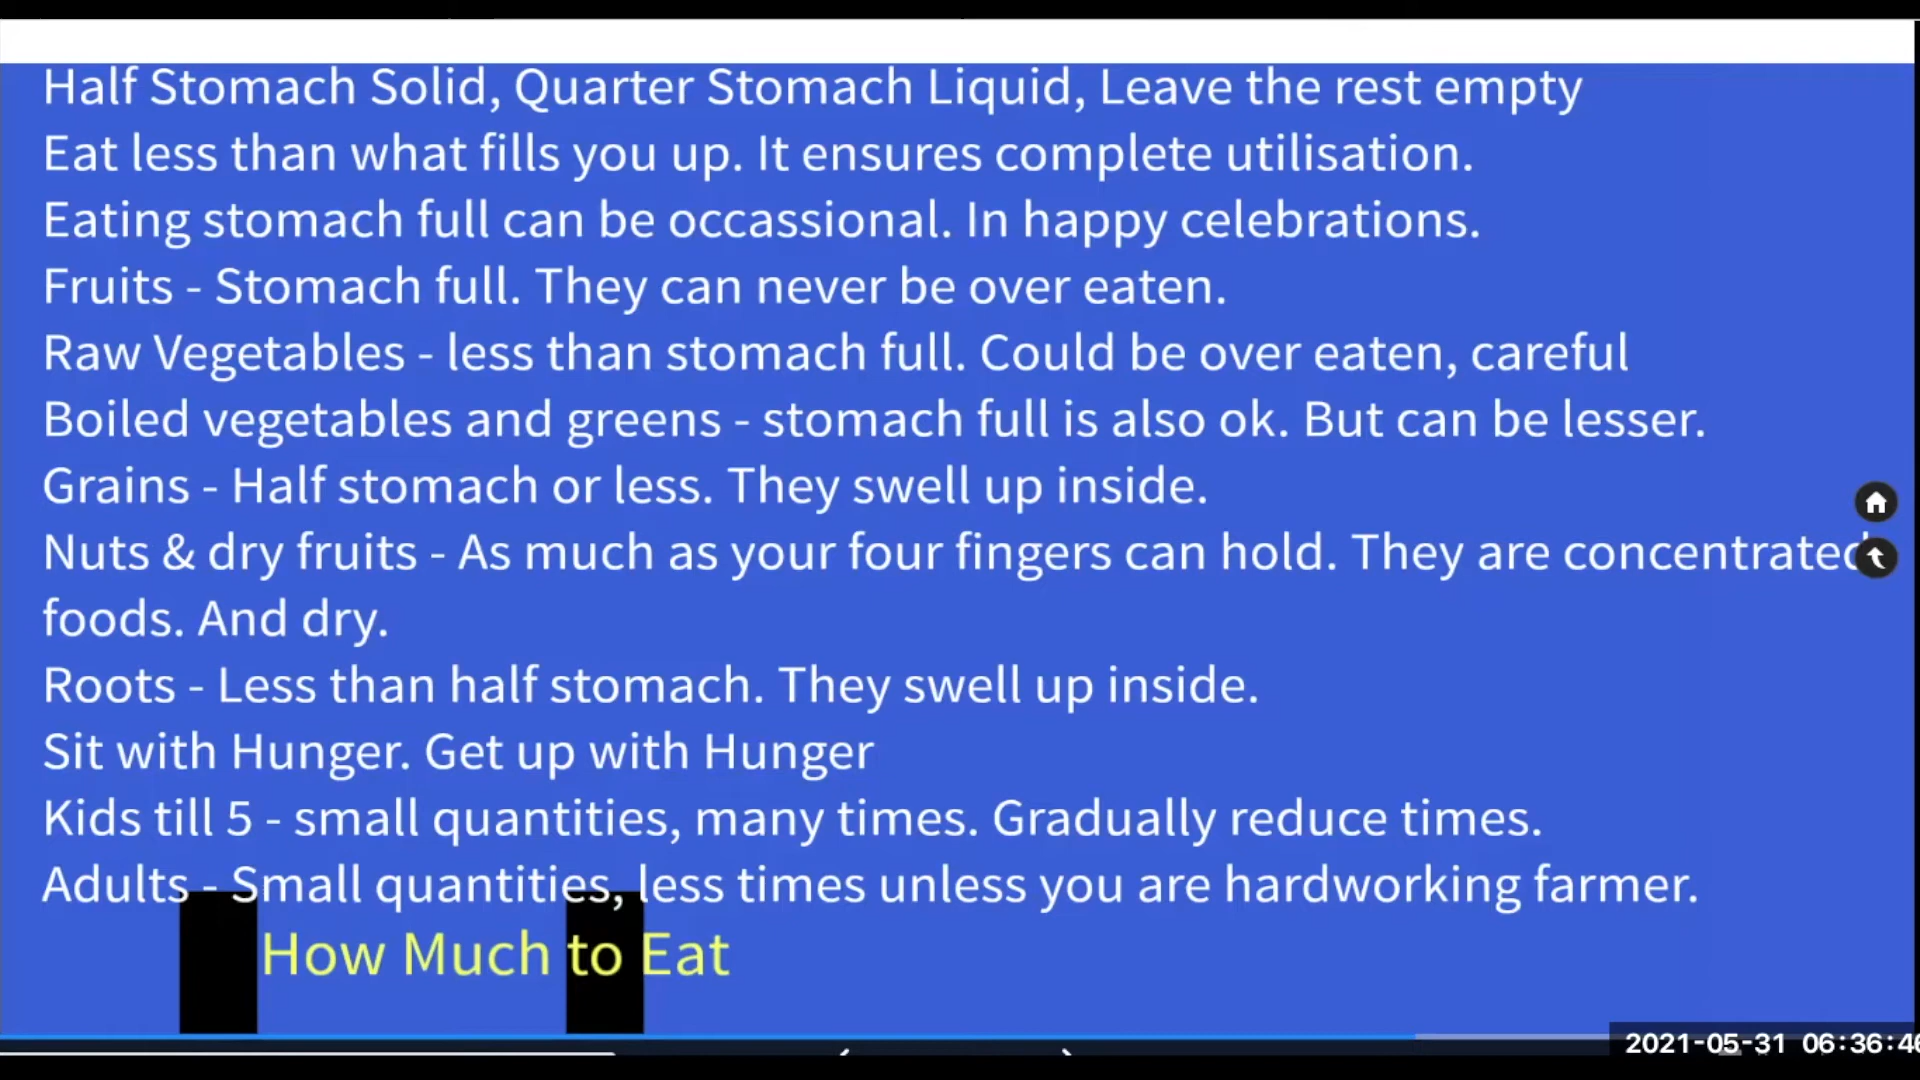 Half Stomach Solid, Quarter Stomach Liquid, Leave the rest empty
Eat less than what fills you up. It ensures complete utilisation.
Eating stomach full can be occassional. In happy celebrations.
Fruits - Stomach full. They can never be over eaten.
Raw Vegetables - less than stomach full. Could be over eaten, careful
Boiled vegetables and greens - stomach full is also ok. But can be lesser.
Grains - Half stomach or less. They swell up inside.
Nuts & dry fruits - As much as your four fingers can hold. They are concentrated
foods. And dry.
Roots - Less than half stomach. They swell up inside.
Sit with Hunger. Get up with Hunger
Kids till 5 - small quantities, many times. Gradually reduce times.
Adults - Small quantities, less times unless you are hardworking farmer.
How Much to Eat
2021-05-31 06:36:46